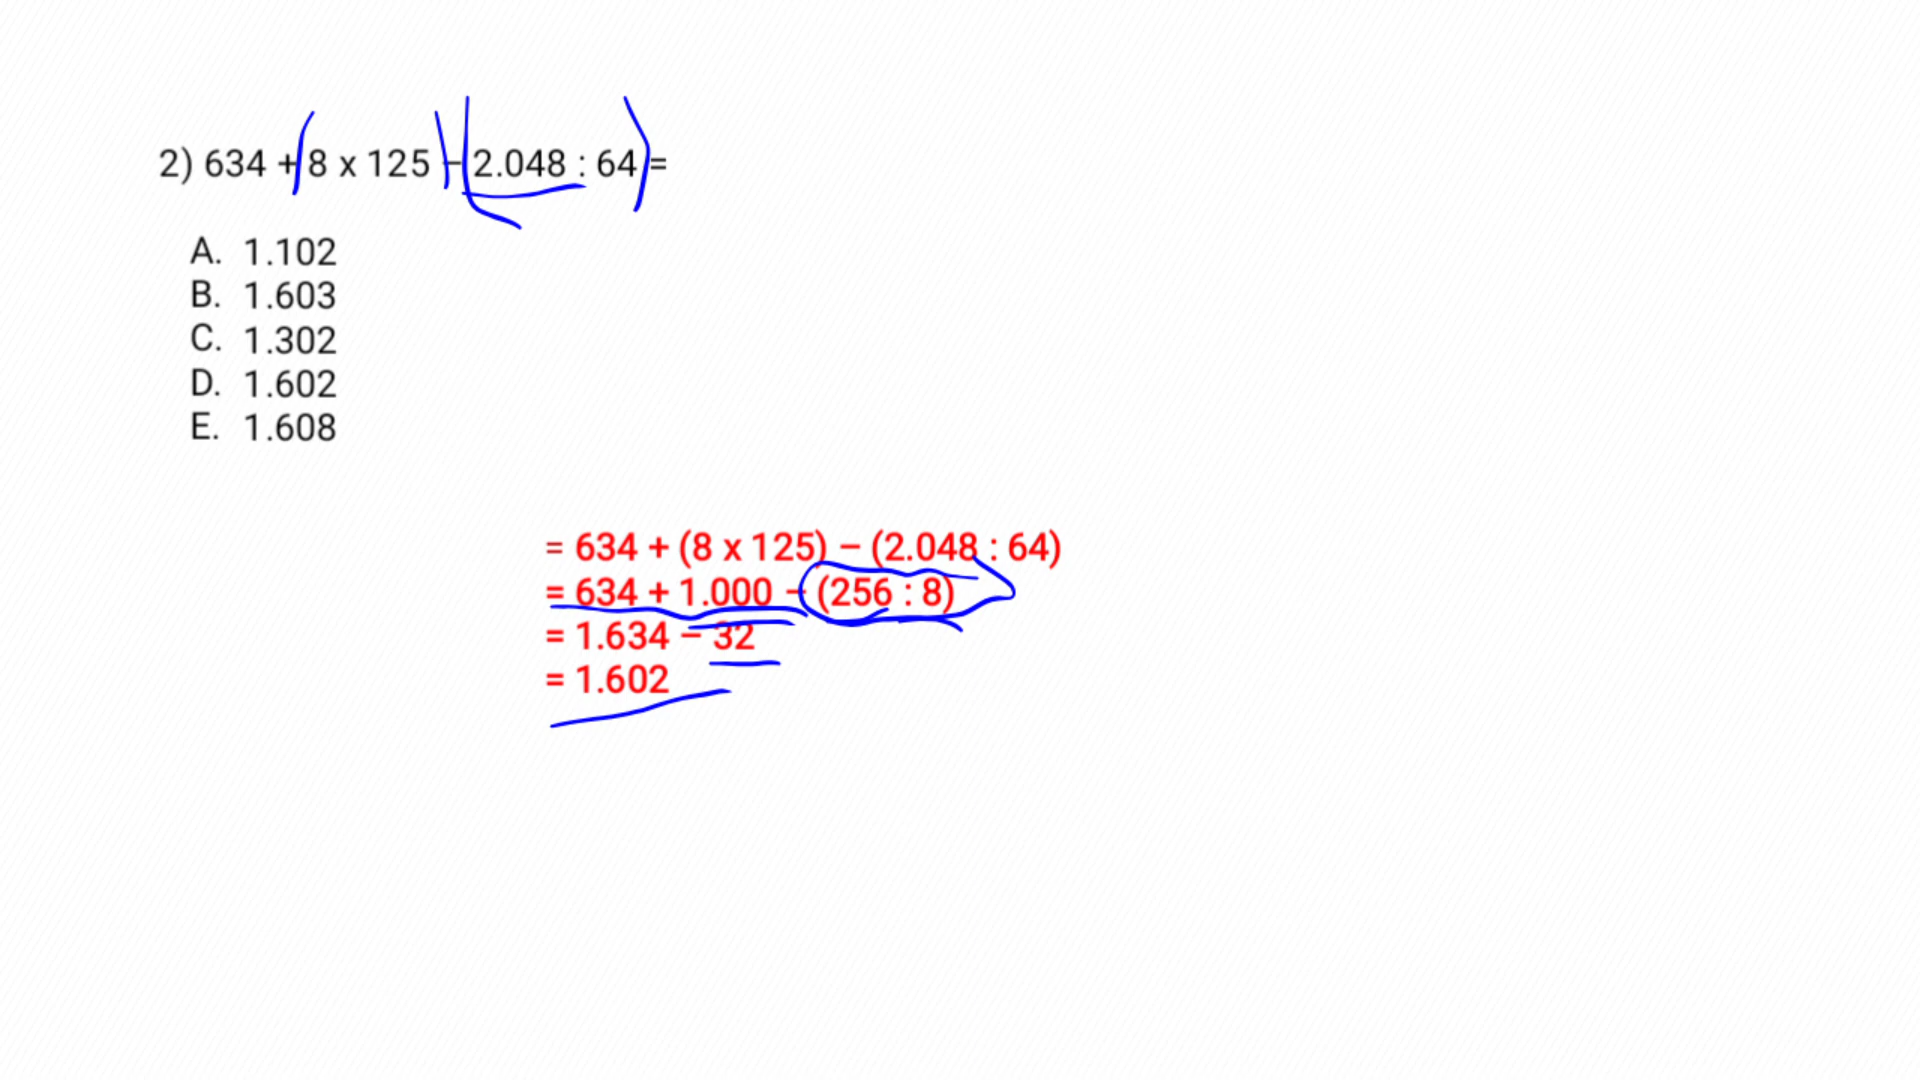 2) 634 + 8 x 125 – 2.048 : 64 =
A. 1.102
B. 1.603
C. 1.302
D. 1.602
E. 1.608
= 634 + (8 x 125) – (2.048 : 64)
= 634 + 1.000 – (256 : 8)
= 1.634 – 32
= 1.602